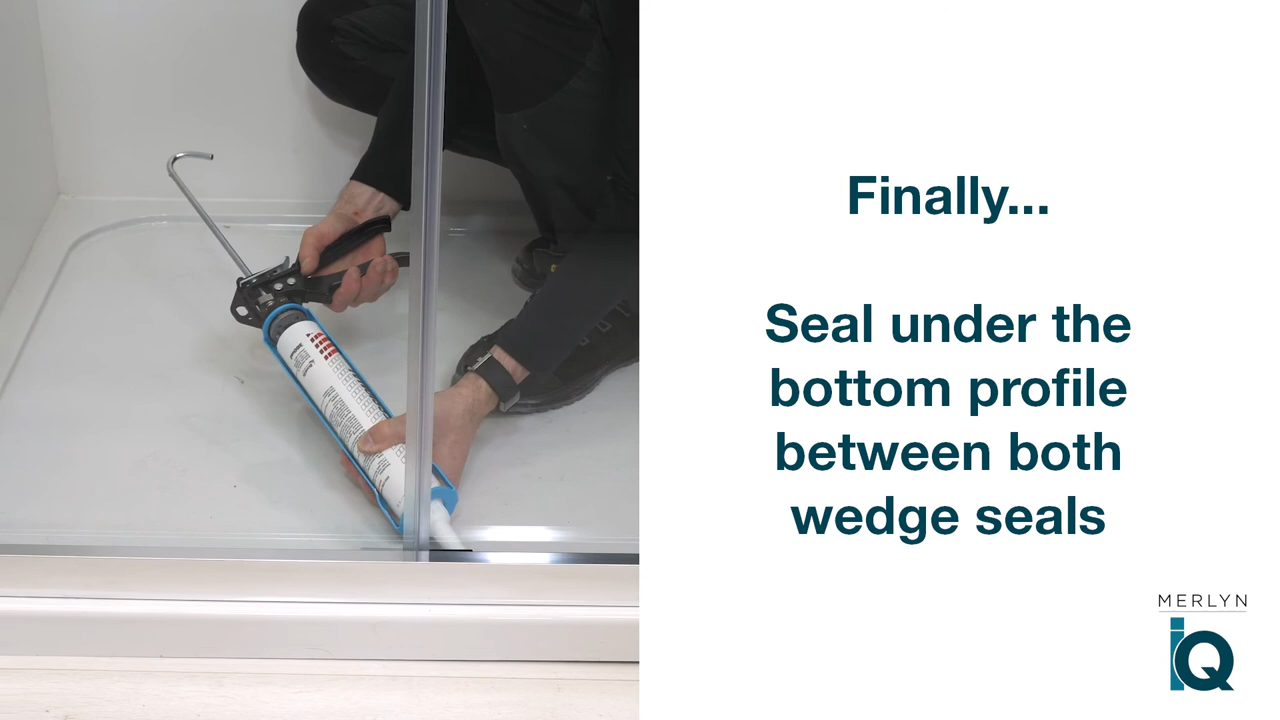 Finally...
Seal under the
bottom profile
between both
wedge seals
MERLYN
iQ